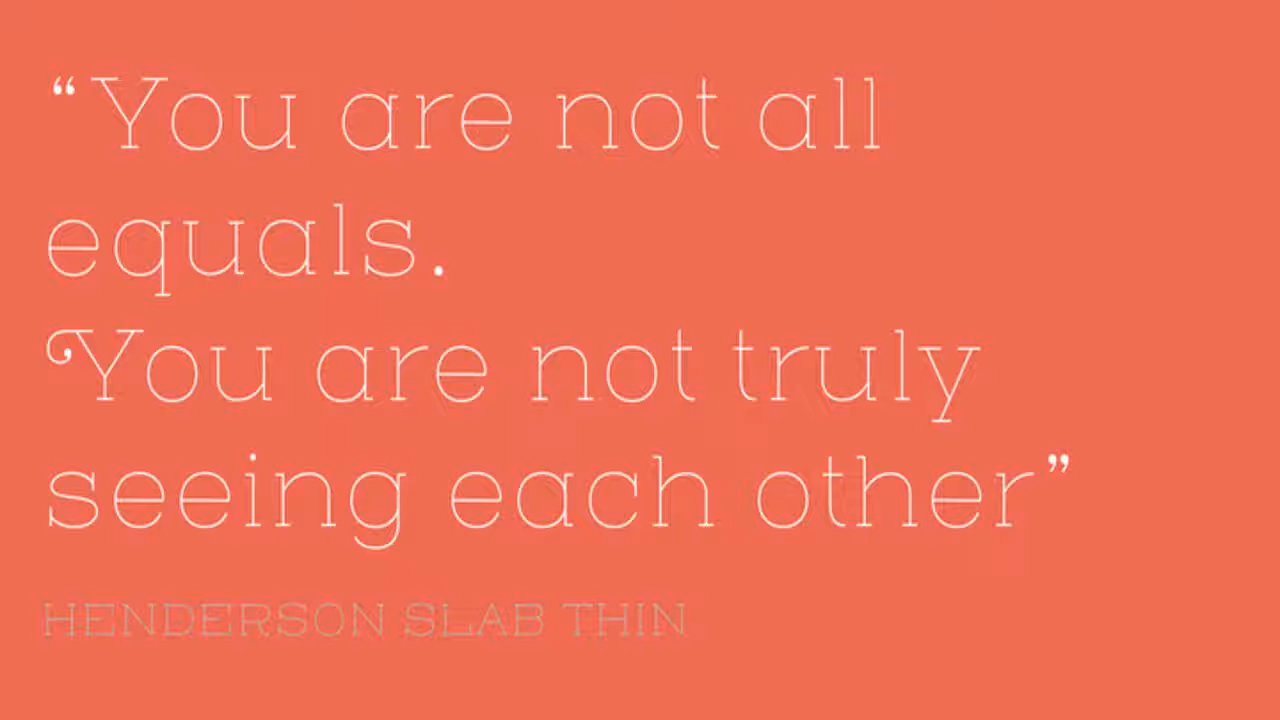 “You are not all
equals.
You are not truly
seeing each other”
HENDERSON SLAB THIN